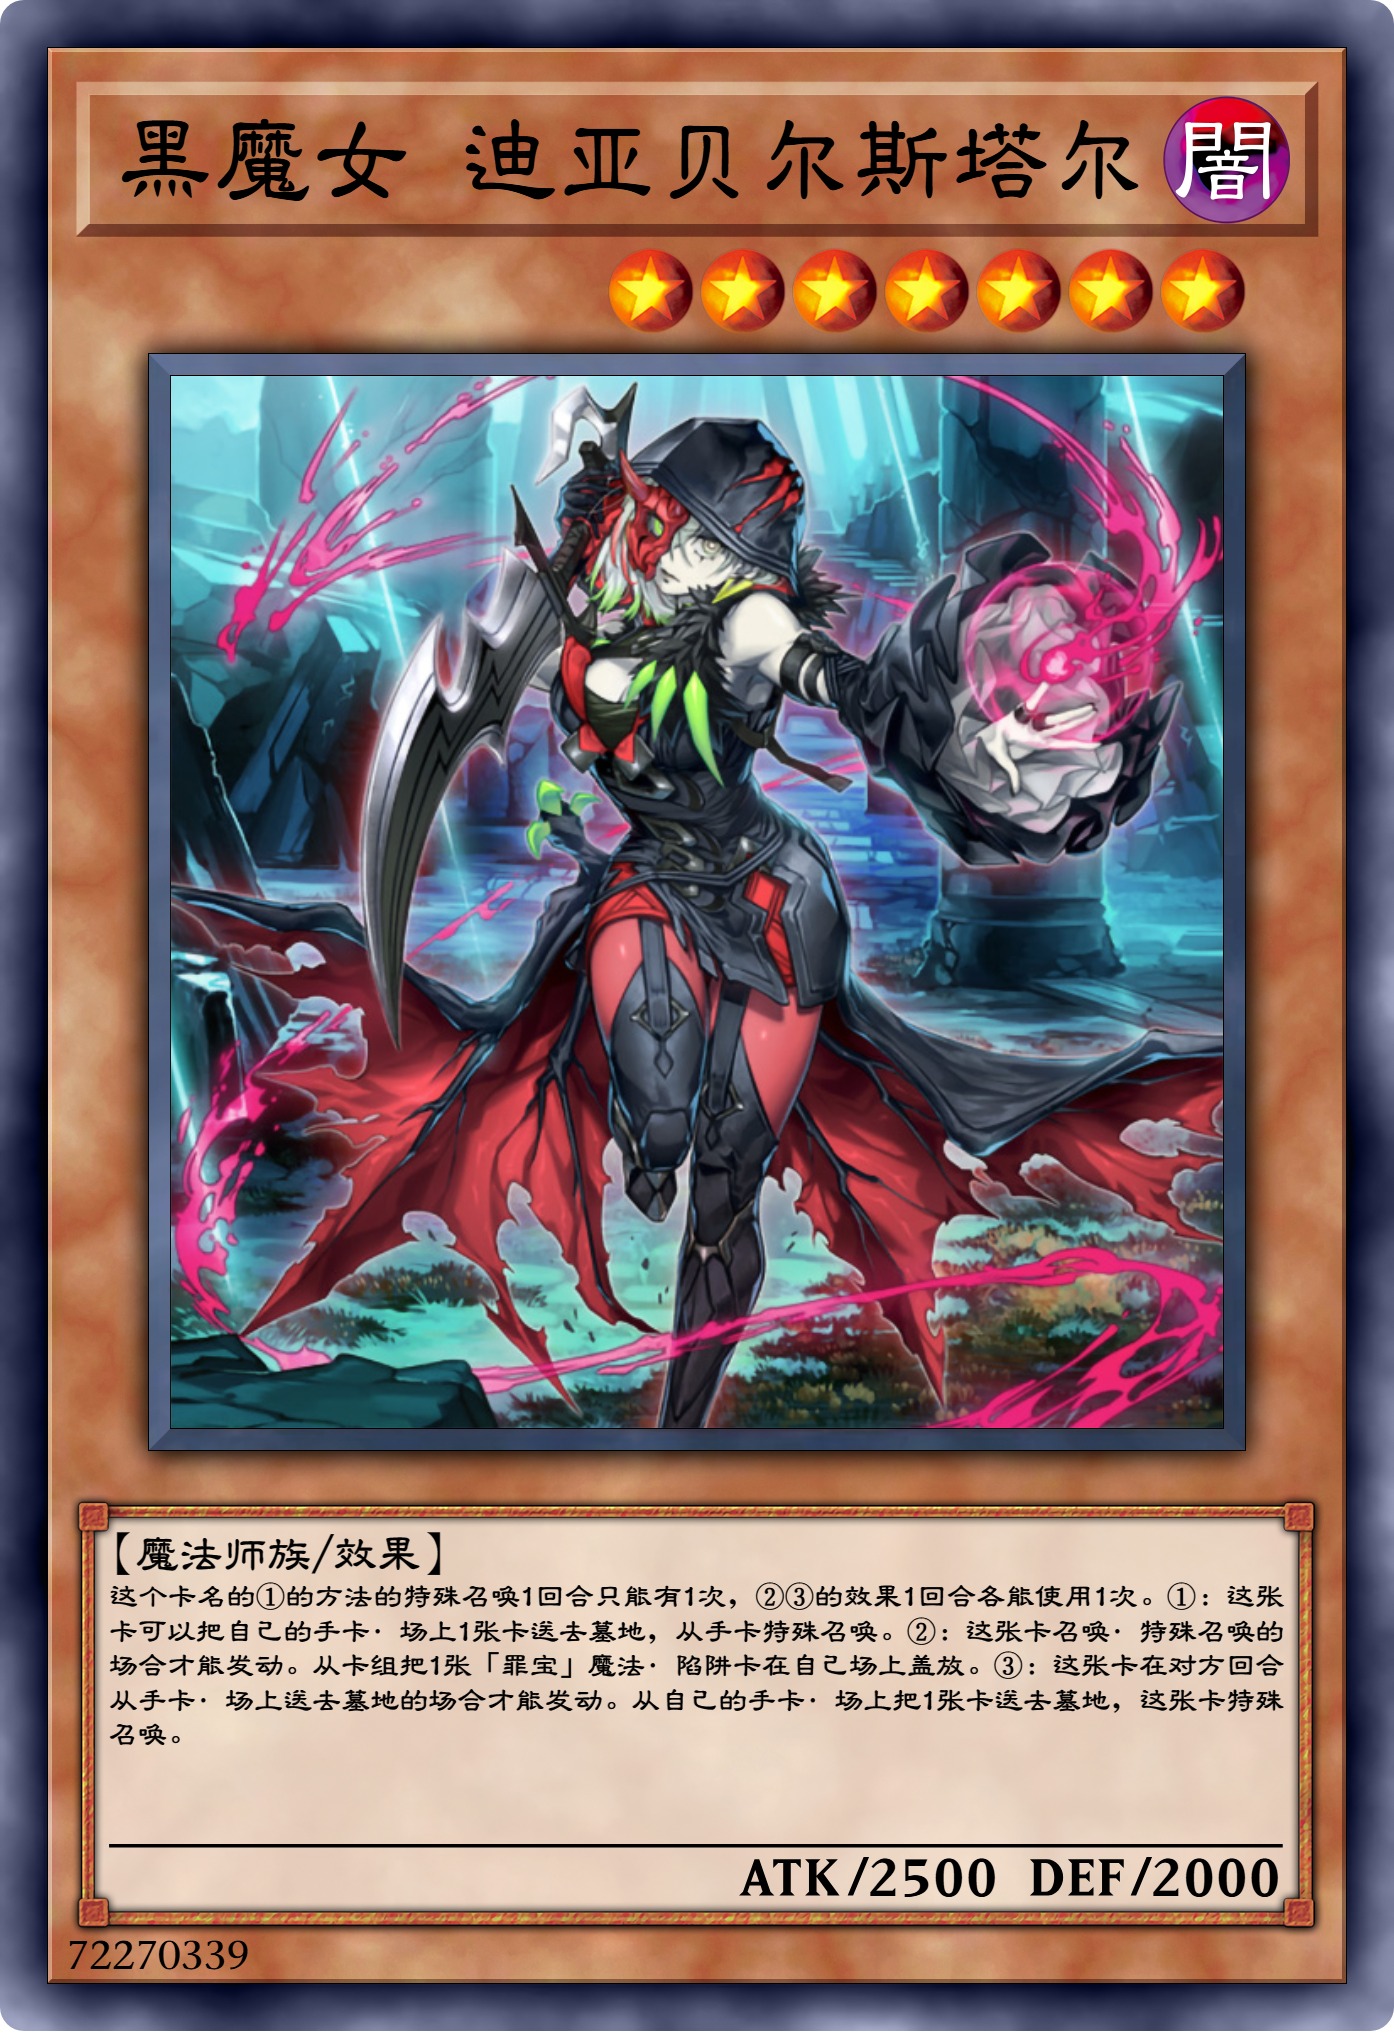 黑魔女 迪亚贝尔斯塔尔 闇
【魔法师族/效果】
这个卡名的①的方法的特殊召唤1回合只能有1次，②③的效果1回合各能使用1次。①：这张
卡可以把自己的手卡·场上1张卡送去墓地，从手卡特殊召唤。②：这张卡召唤·特殊召唤的
场合才能发动。从卡组把1张「罪宝」魔法·陷阱卡在自己场上盖放。③：这张卡在对方回合
从手卡·场上送去墓地的场合才能发动。从自己的手卡·场上把1张卡送去墓地，这张卡特殊
召唤。
ATK/2500 DEF/2000
72270339